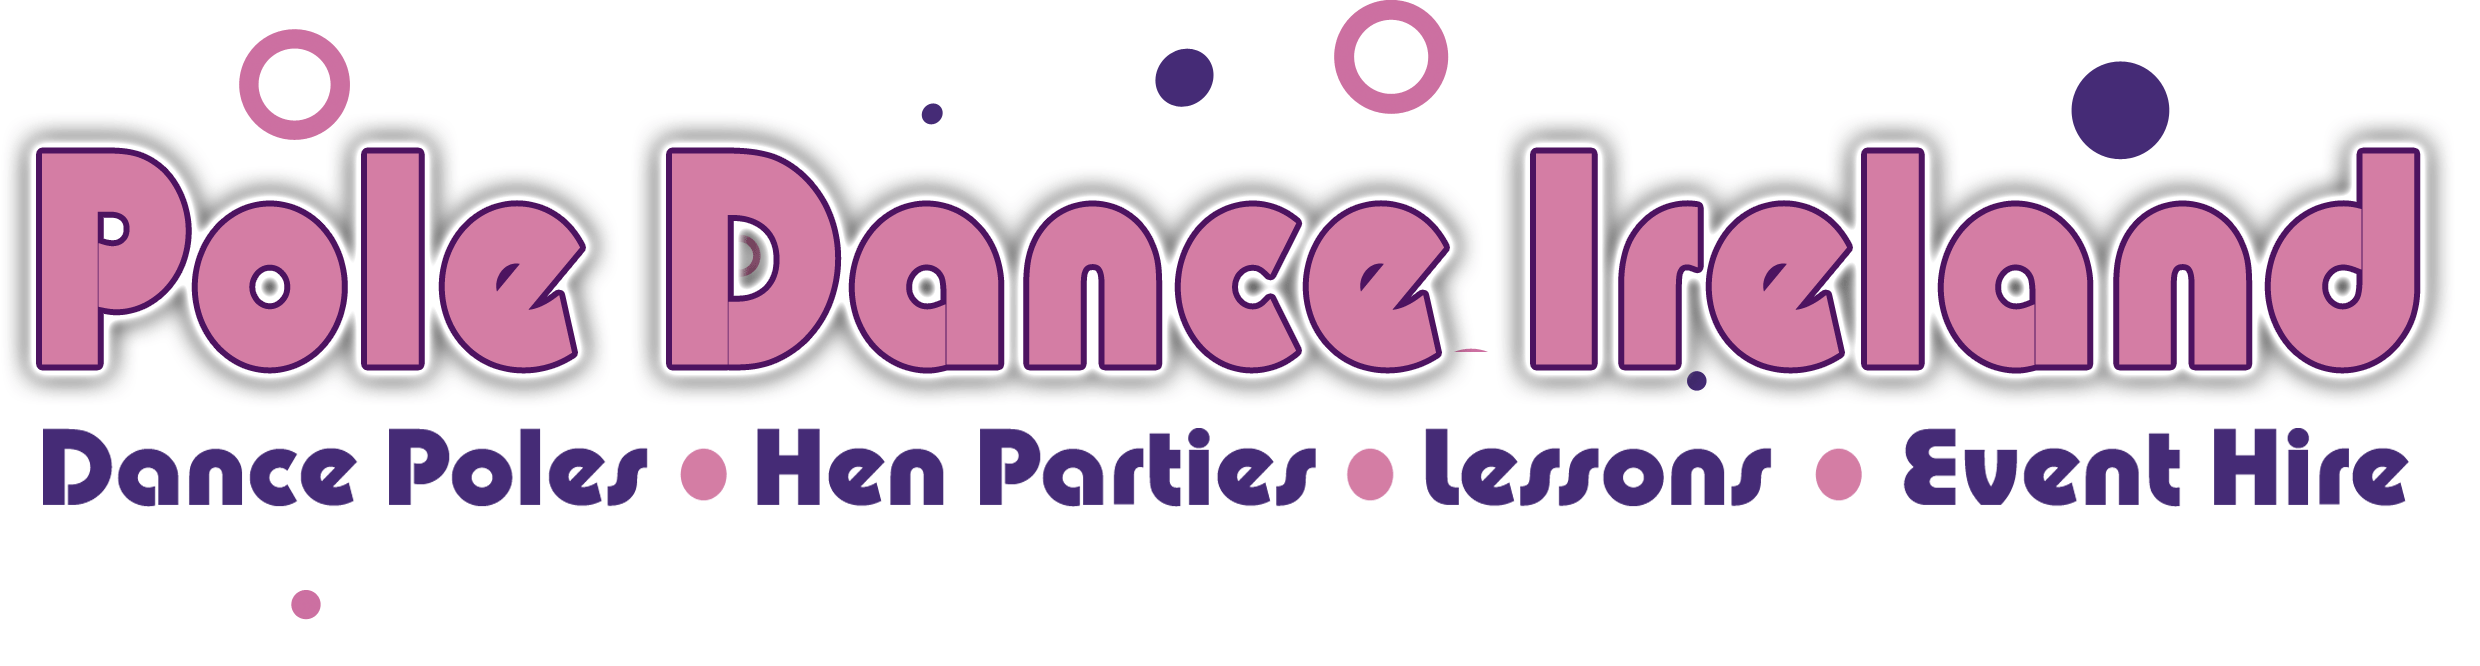 Pole Dance Ireland
Dance Poles • Hen Parties • Lessons • Event Hire